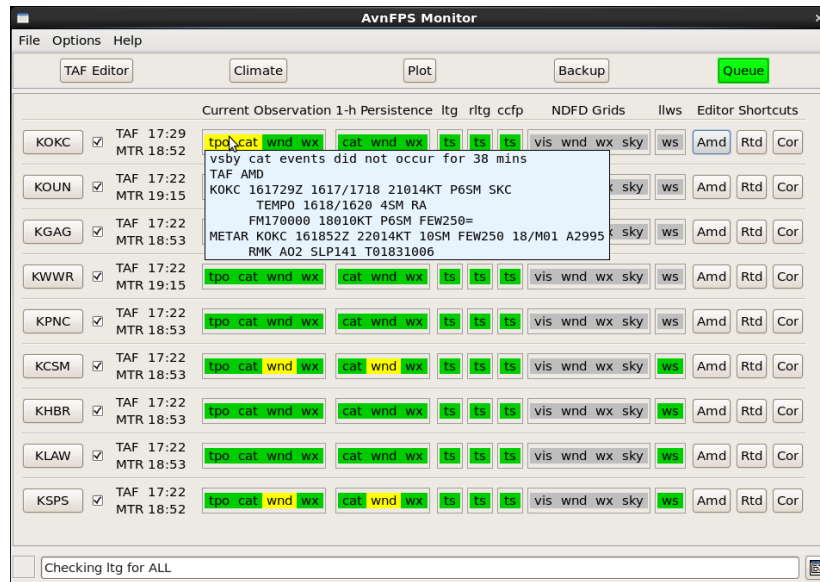 AvnFPS Monitor
File Options Help
TAF Editor Climate Plot Backup Queue
Current Observation 1-h Persistence ltg rltg ccfp NDFD Grids llws Editor Shortcuts
KOKC TAF 17:29 tpo cat wnd wx cat wnd wx ts ts ts vis wnd wx sky ws Amd Rtd Cor
MTR 18:52
vsby cat events did not occur for 38 mins
TAF AMD
KOKC 161729Z 1617/1718 21014KT P6SM SKC
TEMPO 1618/1620 4SM RA
FM170000 18010KT P6SM FEW250=
METAR KOKC 161852Z 22014KT 10SM FEW250 18/M01 A2995
RMK AO2 SLP141 T01831006
KOUN TAF 17:22 sky ws Amd Rtd Cor
MTR 19:15
KGAG TAF 17:22 sky ws Amd Rtd Cor
MTR 18:53
KWWR TAF 17:22 tpo cat wnd wx cat wnd wx ts ts ts vis wnd wx sky ws Amd Rtd Cor
MTR 19:15
KPNC TAF 17:22 tpo cat wnd wx cat wnd wx ts ts ts vis wnd wx sky ws Amd Rtd Cor
MTR 18:53
KCSM TAF 17:22 tpo cat wnd wx cat wnd wx ts ts ts vis wnd wx sky ws Amd Rtd Cor
MTR 18:53
KHBR TAF 17:22 tpo cat wnd wx cat wnd wx ts ts ts vis wnd wx sky ws Amd Rtd Cor
MTR 18:53
KLAW TAF 17:22 tpo cat wnd wx cat wnd wx ts ts ts vis wnd wx sky ws Amd Rtd Cor
MTR 18:53
KSPS TAF 17:22 tpo cat wnd wx cat wnd wx ts ts ts vis wnd wx sky ws Amd Rtd Cor
MTR 18:52
Checking ltg for ALL